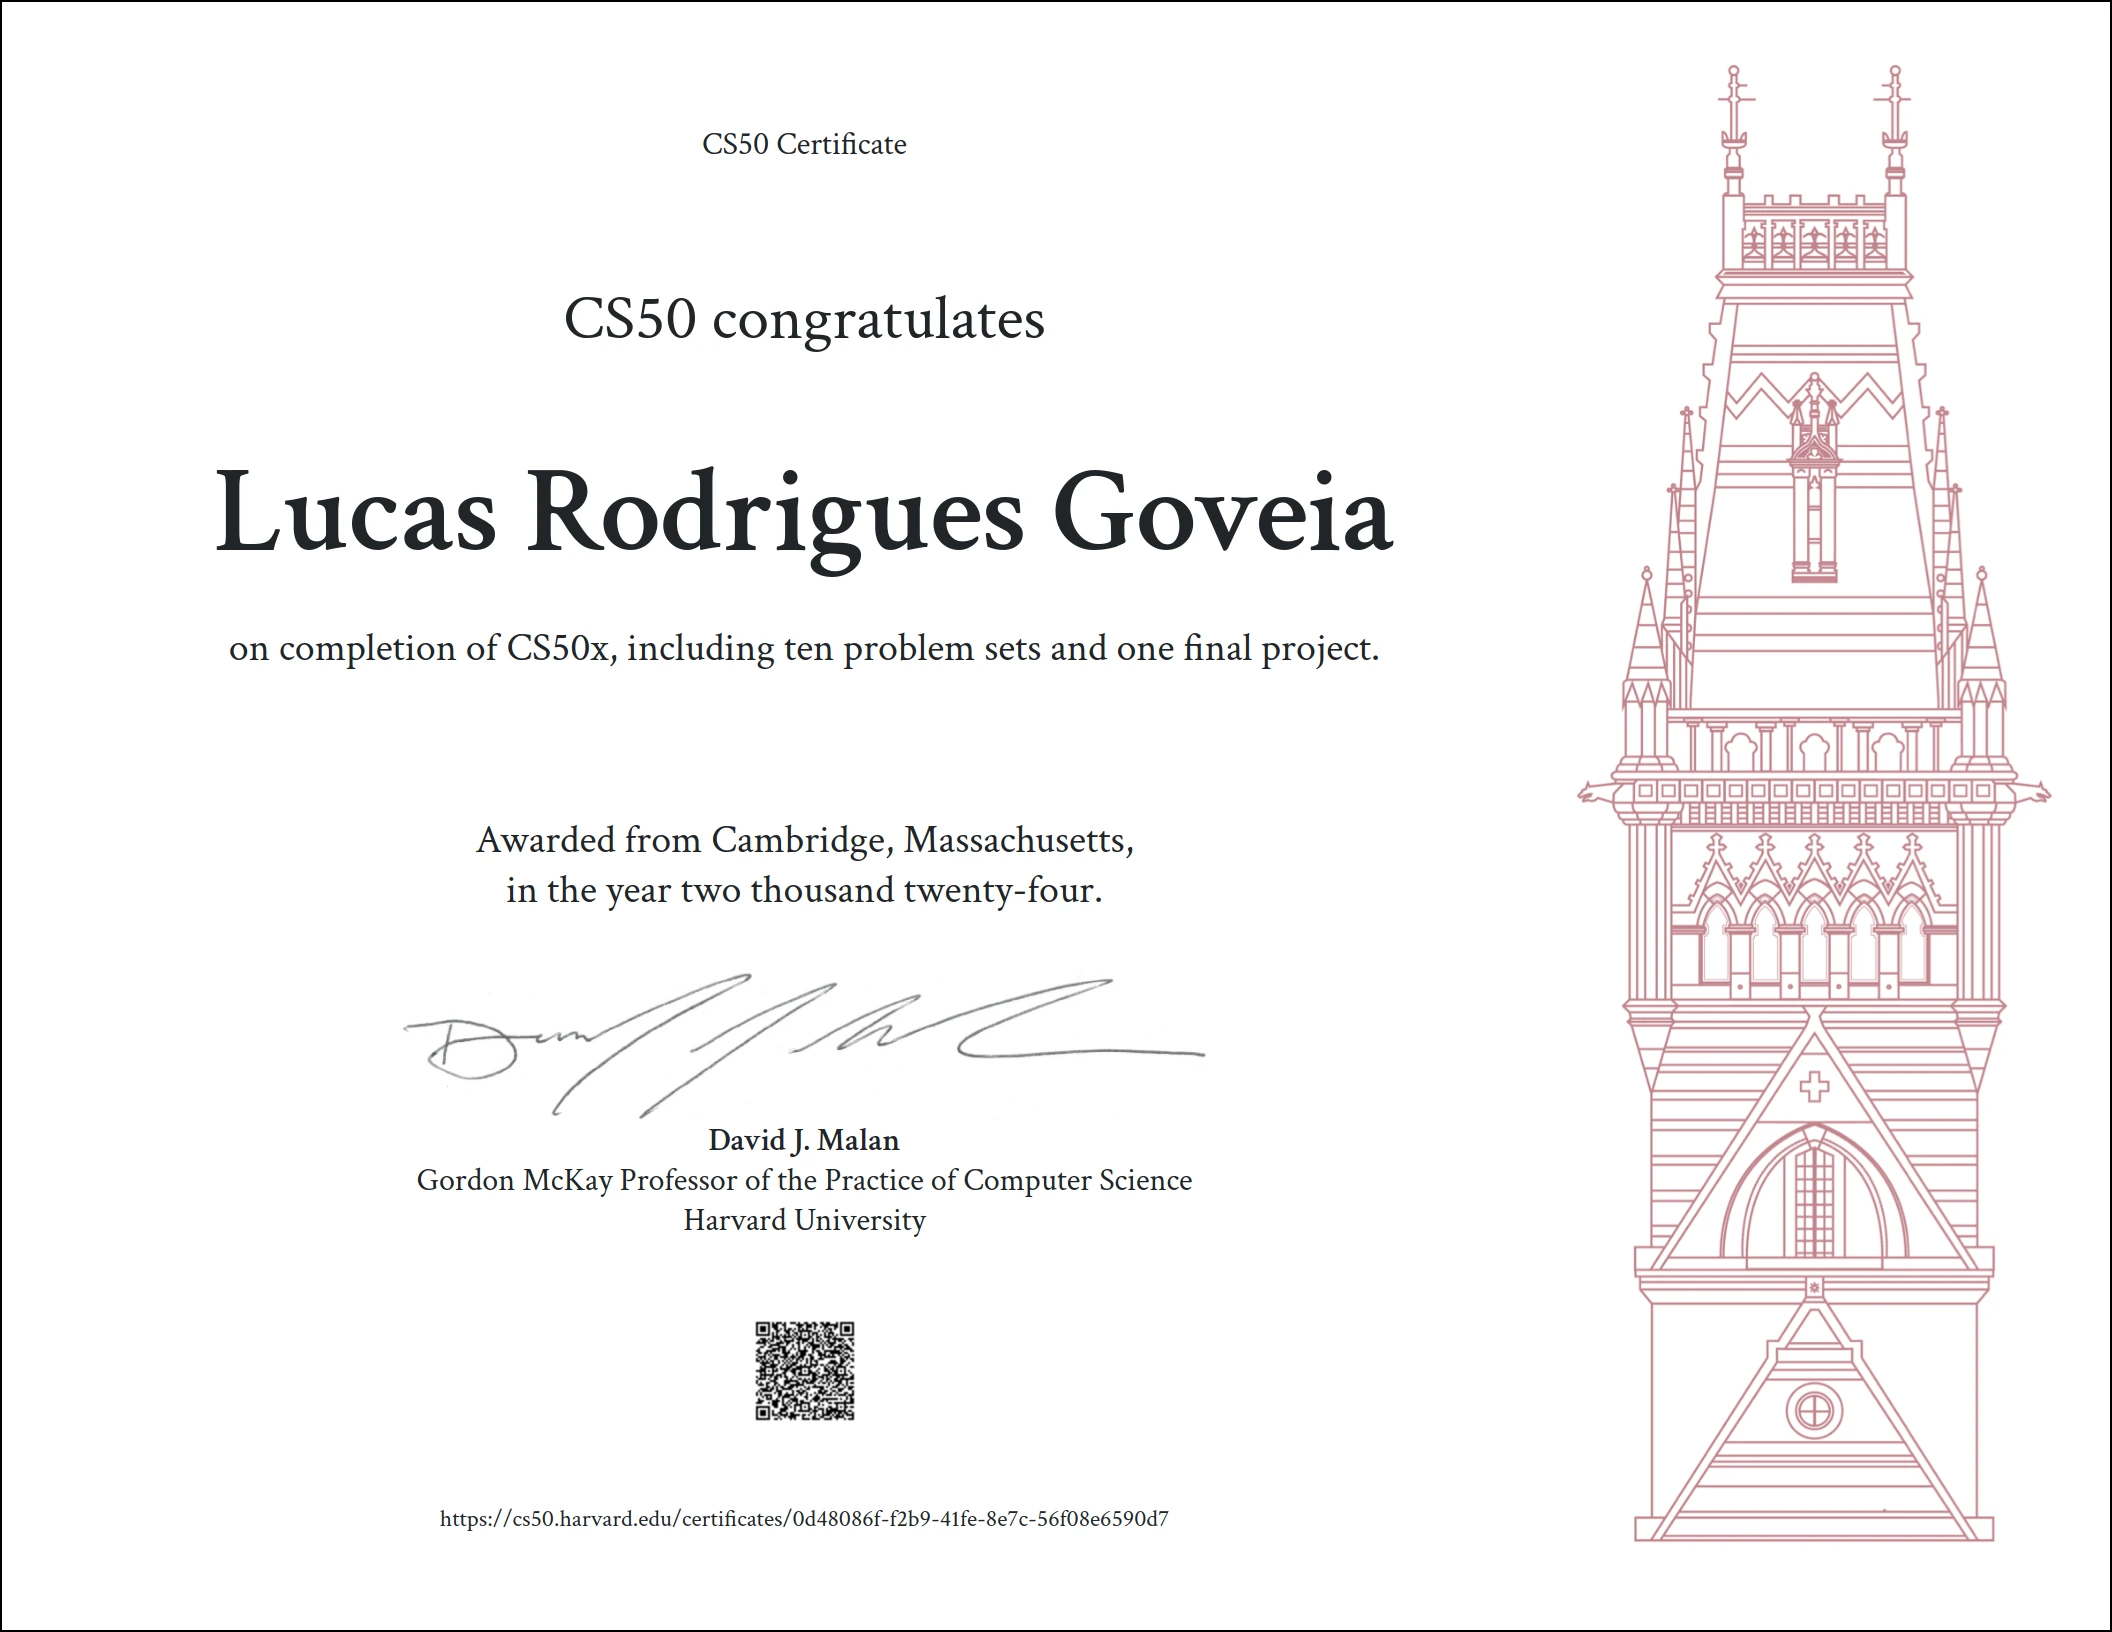 CS50 Certificate
CS50 congratulates
Lucas Rodrigues Goveia
on completion of CS50x, including ten problem sets and one final project.
Awarded from Cambridge, Massachusetts,
in the year two thousand twenty-four.
David J. Malan
Gordon McKay Professor of the Practice of Computer Science
Harvard University
https://cs50.harvard.edu/certificates/0d48086f-f2b9-41fe-8e7c-56f08e6590d7